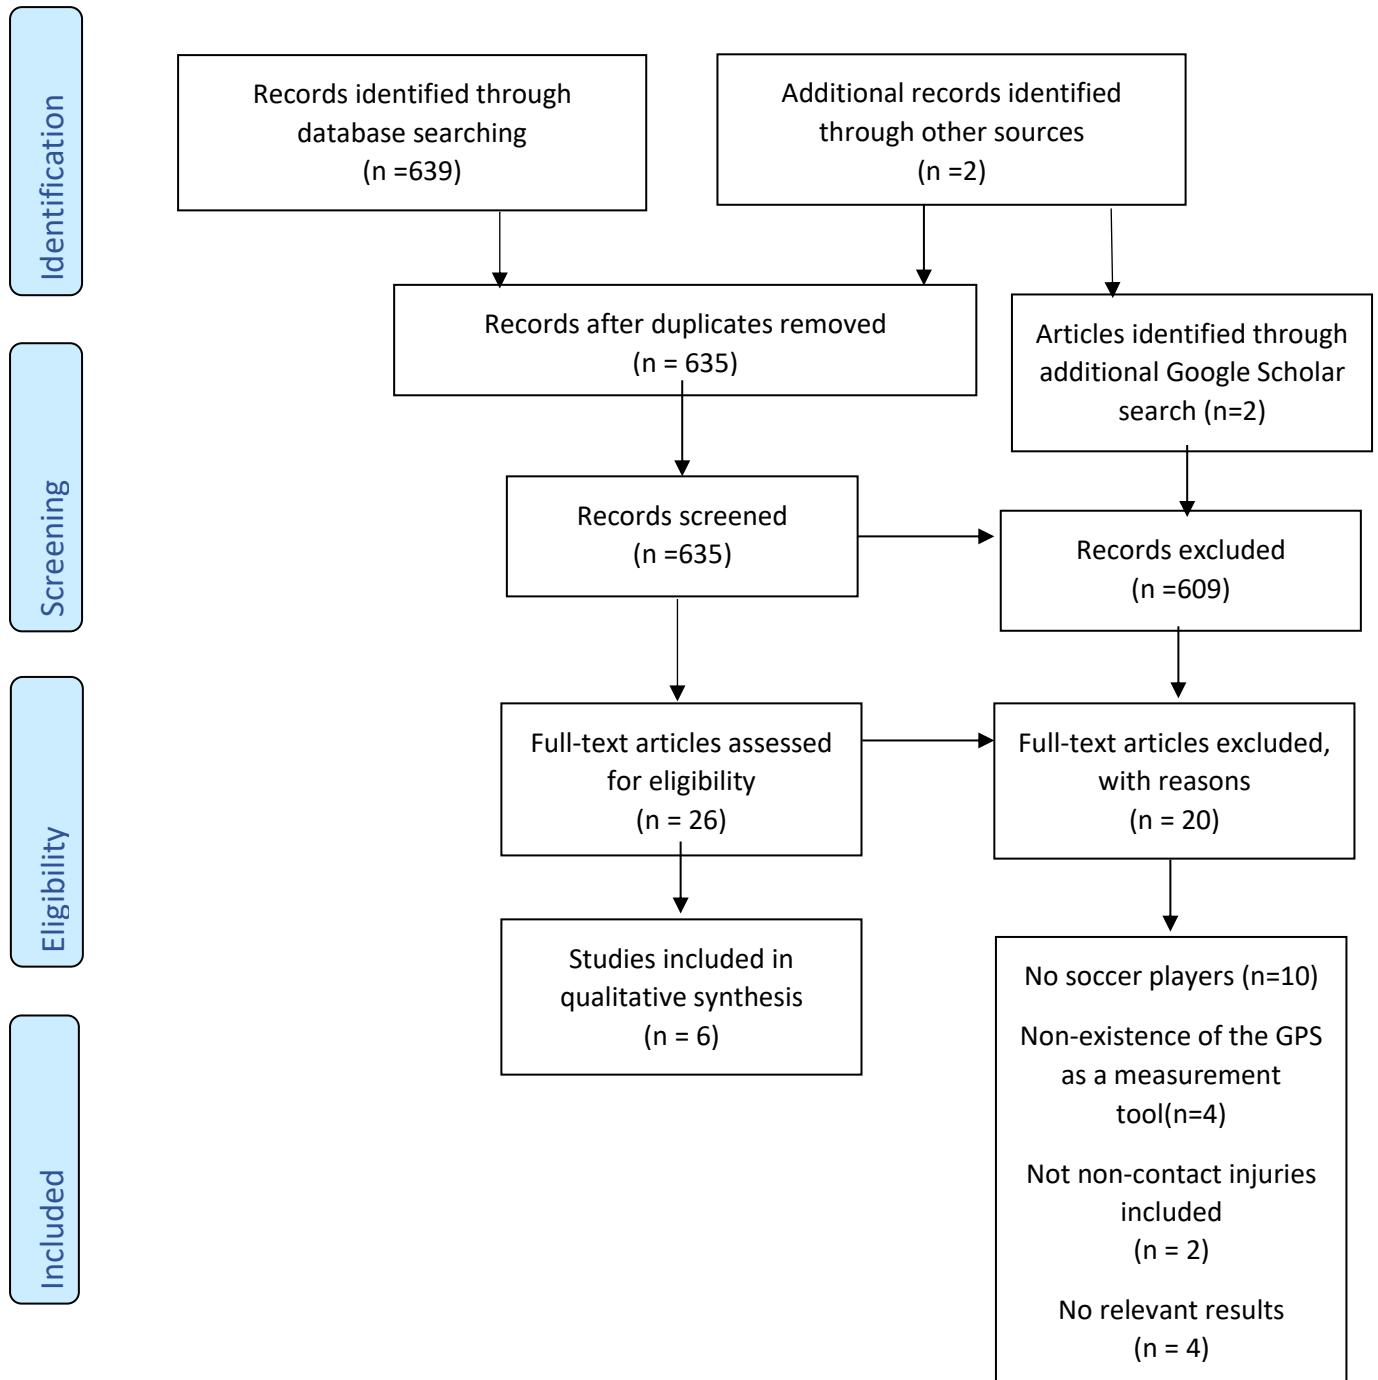 Identification
Records identified through
database searching
(n =639)
Additional records identified
through other sources
(n =2)
Records after duplicates removed
(n = 635)
Articles identified through
additional Google Scholar
search (n=2)
Screening
Records screened
(n =635)
Records excluded
(n =609)
Eligibility
Full-text articles assessed
for eligibility
(n = 26)
Full-text articles excluded,
with reasons
(n = 20)
Included
Studies included in
qualitative synthesis
(n = 6)
No soccer players (n=10)
Non-existence of the GPS
as a measurement
tool(n=4)
Not non-contact injuries
included
(n = 2)
No relevant results
(n = 4)